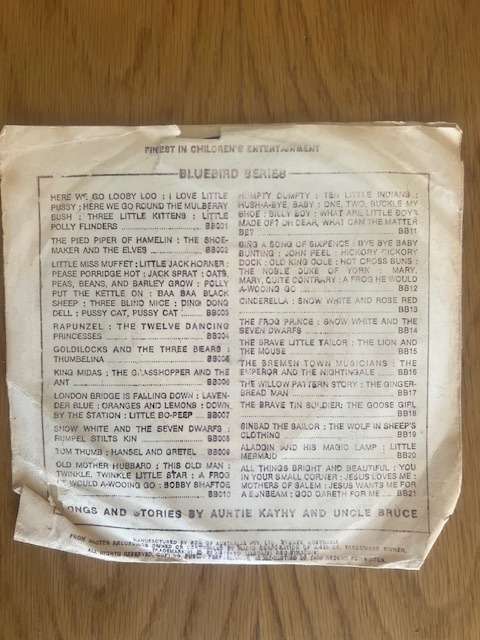 FINEST IN CHILDREN'S ENTERTAINMENT
BLUEBIRD SERIES
HERE WE GO LOOBY LOO : I LOVE LITTLE
PUSSY : HERE WE GO ROUND THE MULBERRY
BUSH : THREE LITTLE KITTENS : LITTLE
POLLY FLINDERS BB001
THE PIED PIPER OF HAMELIN : THE SHOE-
MAKER AND THE ELVES BB002
LITTLE MISS MUFFET : LITTLE JACK HORNER :
PEASE PORRIDGE HOT : JACK SPRAT : OATS,
PEAS, BEANS, AND BARLEY GROW : POLLY
PUT THE KETTLE ON : BAA BAA BLACK
SHEEP : THREE BLIND MICE : DING DONG
DELL : PUSSY CAT, PUSSY CAT BB003
RAPUNZEL : THE TWELVE DANCING
PRINCESSES BB004
GOLDILOCKS AND THE THREE BEARS :
THUMBELINA BB005
KING MIDAS : THE GRASSHOPPER AND THE
ANT BB006
LONDON BRIDGE IS FALLING DOWN : LAVEN-
DER BLUE : ORANGES AND LEMONS : DOWN
BY THE STATION : LITTLE BO-PEEP BB007
SNOW WHITE AND THE SEVEN DWARFS :
RUMPEL STILTS KIN BB008
TOM THUMB : HANSEL AND GRETEL BB009
OLD MOTHER HUBBARD : THIS OLD MAN :
TWINKLE, TWINKLE LITTLE STAR : A FROG
HE WOULD A-WOOING GO : BOBBY SHAFTOE
BB010
HUMPTY DUMPTY : TEN LITTLE INDIANS :
HUSH-A-BYE, BABY : ONE, TWO, BUCKLE MY
SHOE : BILLY BOY : WHAT ARE LITTLE BOYS
MADE OF? OH DEAR, WHAT CAN THE MATTER
BE? BB11
SING A SONG OF SIXPENCE : BYE BYE BABY
BUNTING : JOHN PEEL : HICKORY DICKORY
DOCK : OLD KING COLE : HOT CROSS BUNS :
THE NOBLE DUKE OF YORK : MARY,
MARY, QUITE CONTRARY : A FROG HE WOULD
A-WOOING GO BB12
CINDERELLA : SNOW WHITE AND ROSE RED
BB13
THE FROG PRINCE : SNOW WHITE AND THE
SEVEN DWARFS BB14
THE BRAVE LITTLE TAILOR : THE LION AND
THE MOUSE BB15
THE BREMEN TOWN MUSICIANS : THE
EMPEROR AND THE NIGHTINGALE BB16
THE WILLOW PATTERN STORY : THE GINGER-
BREAD MAN BB17
THE BRAVE TIN SOLDIER : THE GOOSE GIRL
BB18
SINBAD THE SAILOR : THE WOLF IN SHEEP'S
CLOTHING BB19
ALADDIN AND HIS MAGIC LAMP : LITTLE
MERMAID BB20
ALL THINGS BRIGHT AND BEAUTIFUL : YOU
IN YOUR SMALL CORNER : JESUS LOVES ME :
MOTHERS OF SALEM : JESUS WANTS ME FOR
A SUNBEAM : GOD CARETH FOR ME BB21
SONGS AND STORIES BY AUNTIE KATHY AND UNCLE BRUCE
MANUFACTURED BY OF AUSTRALIA PTY. LTD.
FROM MASTER RECORDINGS OWNED
ALL RIGHTS RESERVED.